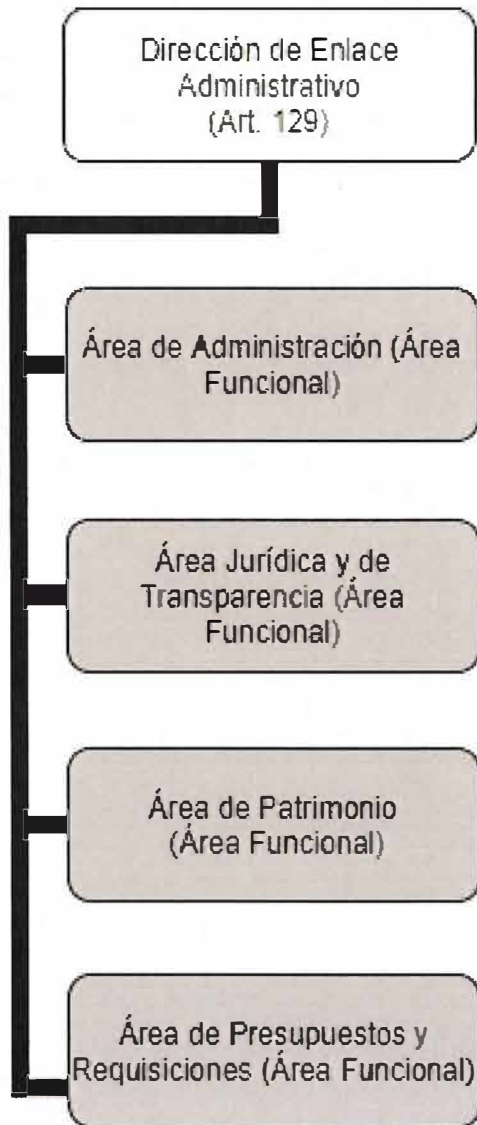 Dirección de Enlace
Administrativo
(Art. 129)
Área de Administración (Área
Funcional)
Área Jurídica y de
Transparencia (Área
Funcional)
Área de Patrimonio
(Área Funcional)
Área de Presupuestos y
Requisiciones (Área Funcional)